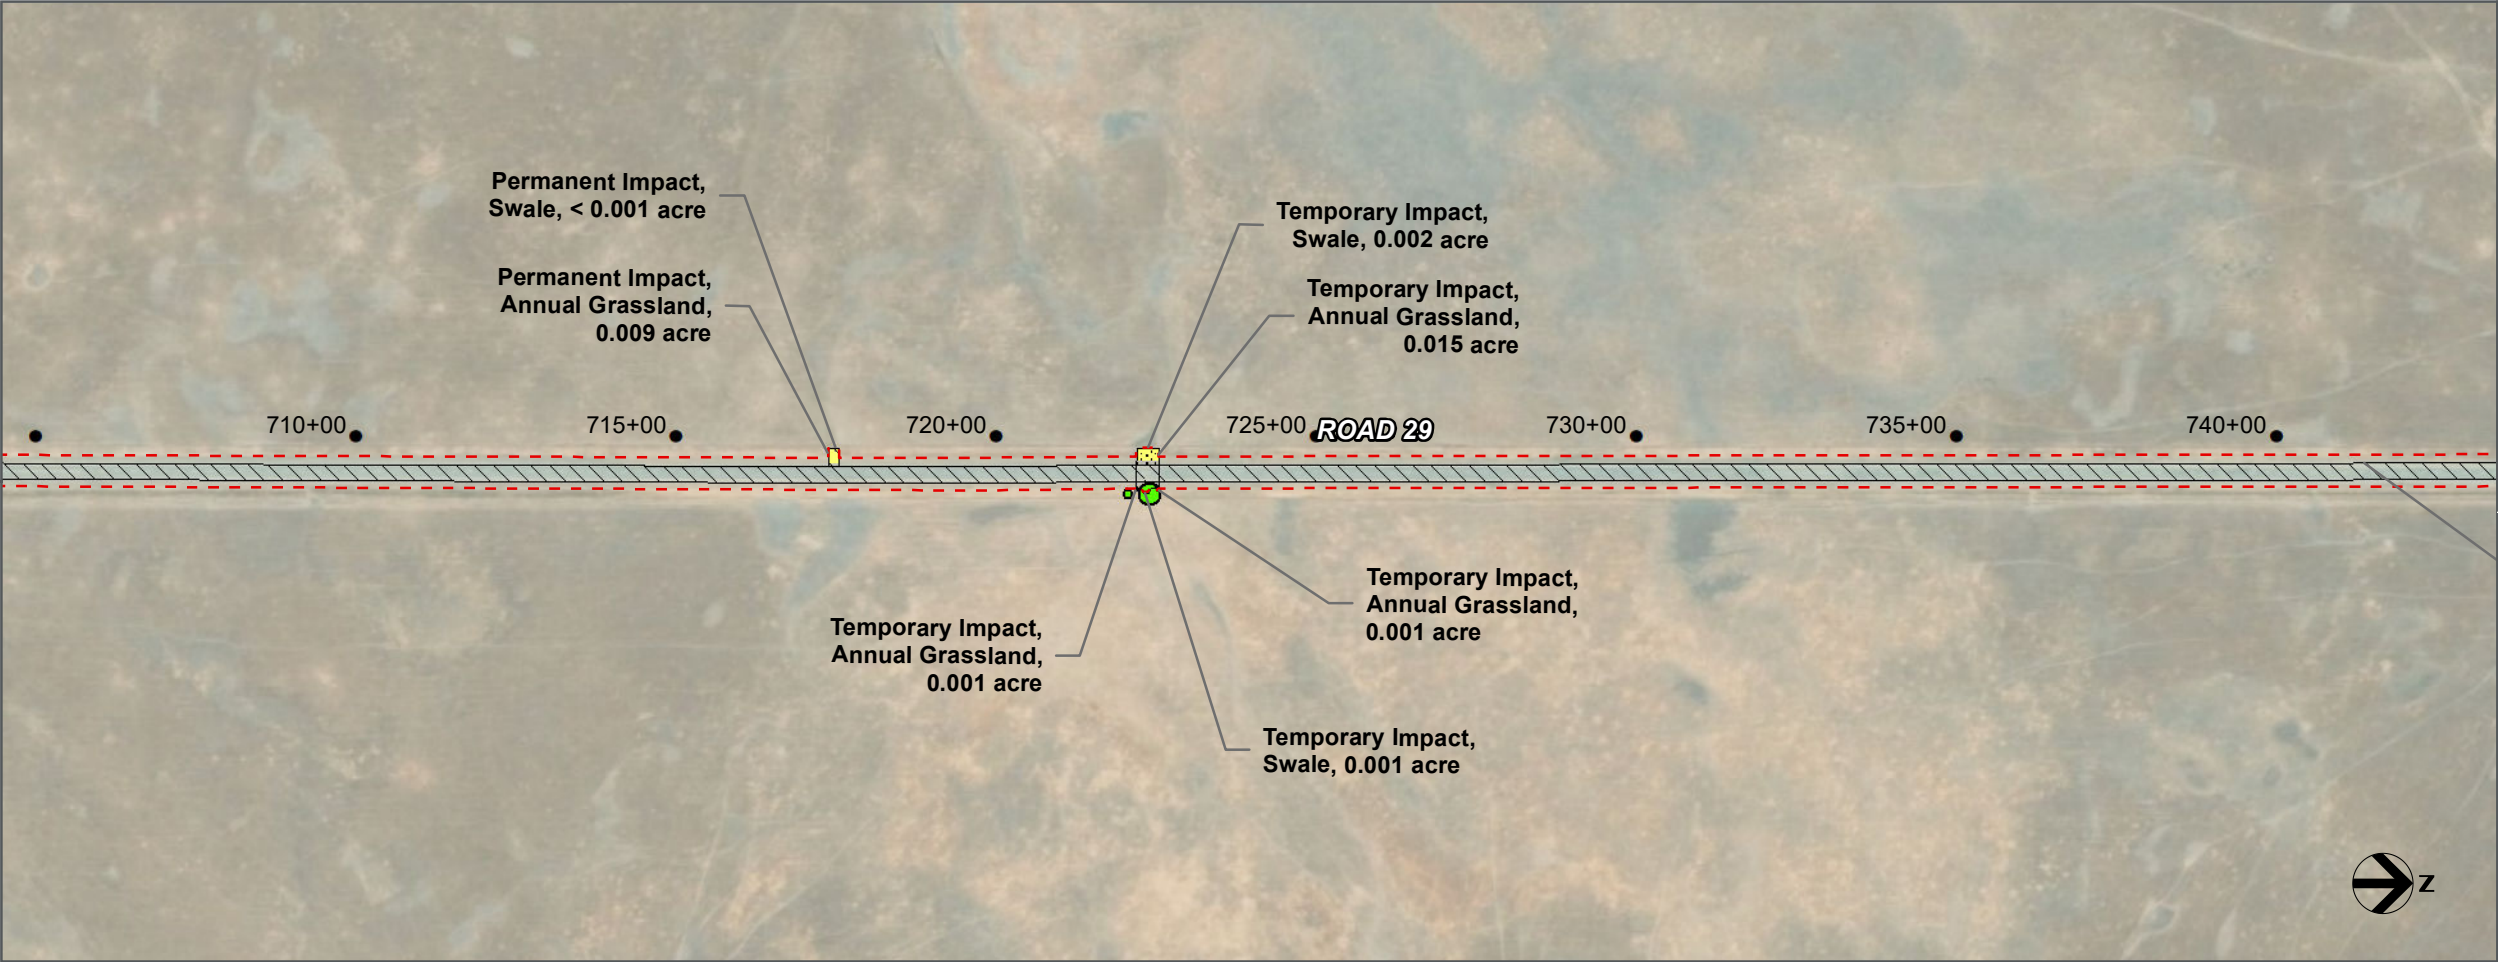 Permanent Impact,
Swale, < 0.001 acre
Permanent Impact,
Annual Grassland,
0.009 acre
Temporary Impact,
Swale, 0.002 acre
Temporary Impact,
Annual Grassland,
0.015 acre
710+00
715+00
720+00
725+00
ROAD 29
730+00
735+00
740+00
Temporary Impact,
Annual Grassland,
0.001 acre
Temporary Impact,
Annual Grassland,
0.001 acre
Temporary Impact,
Swale, 0.001 acre
N